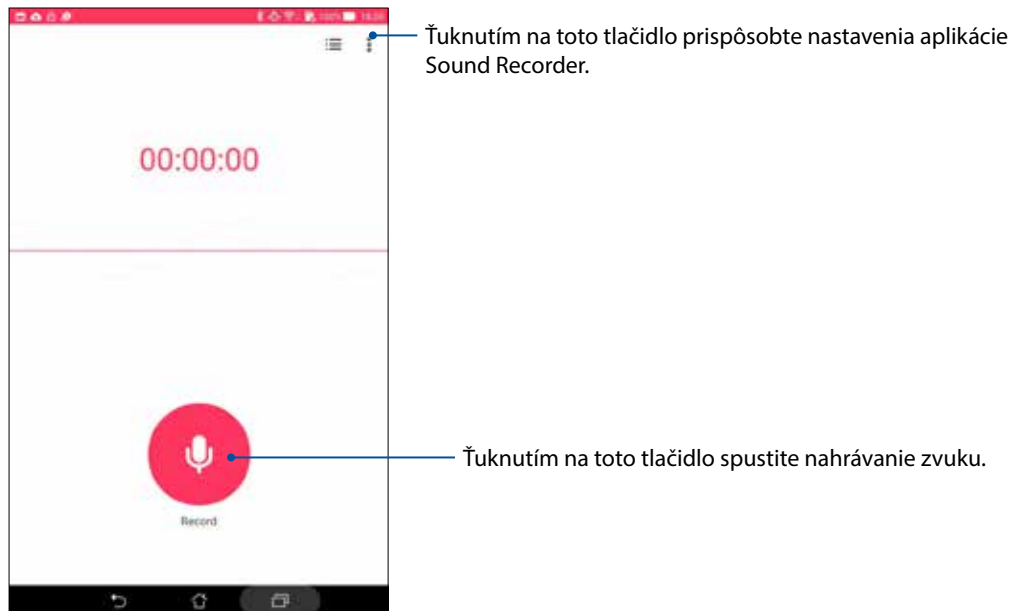 100%
Ťuknutím na toto tlačidlo prispôsobte nastavenia aplikácie
Sound Recorder.
00:00:00
Ťuknutím na toto tlačidlo spustite nahrávanie zvuku.
Record